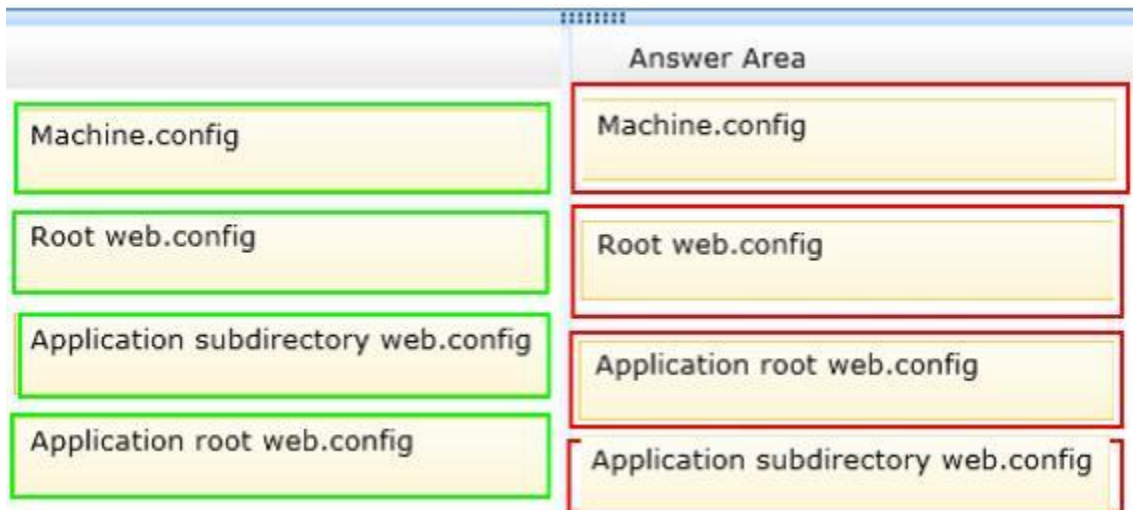 Answer Area
Machine.config
Root web.config
Application subdirectory web.config
Application root web.config
Machine.config
Root web.config
Application root web.config
Application subdirectory web.config